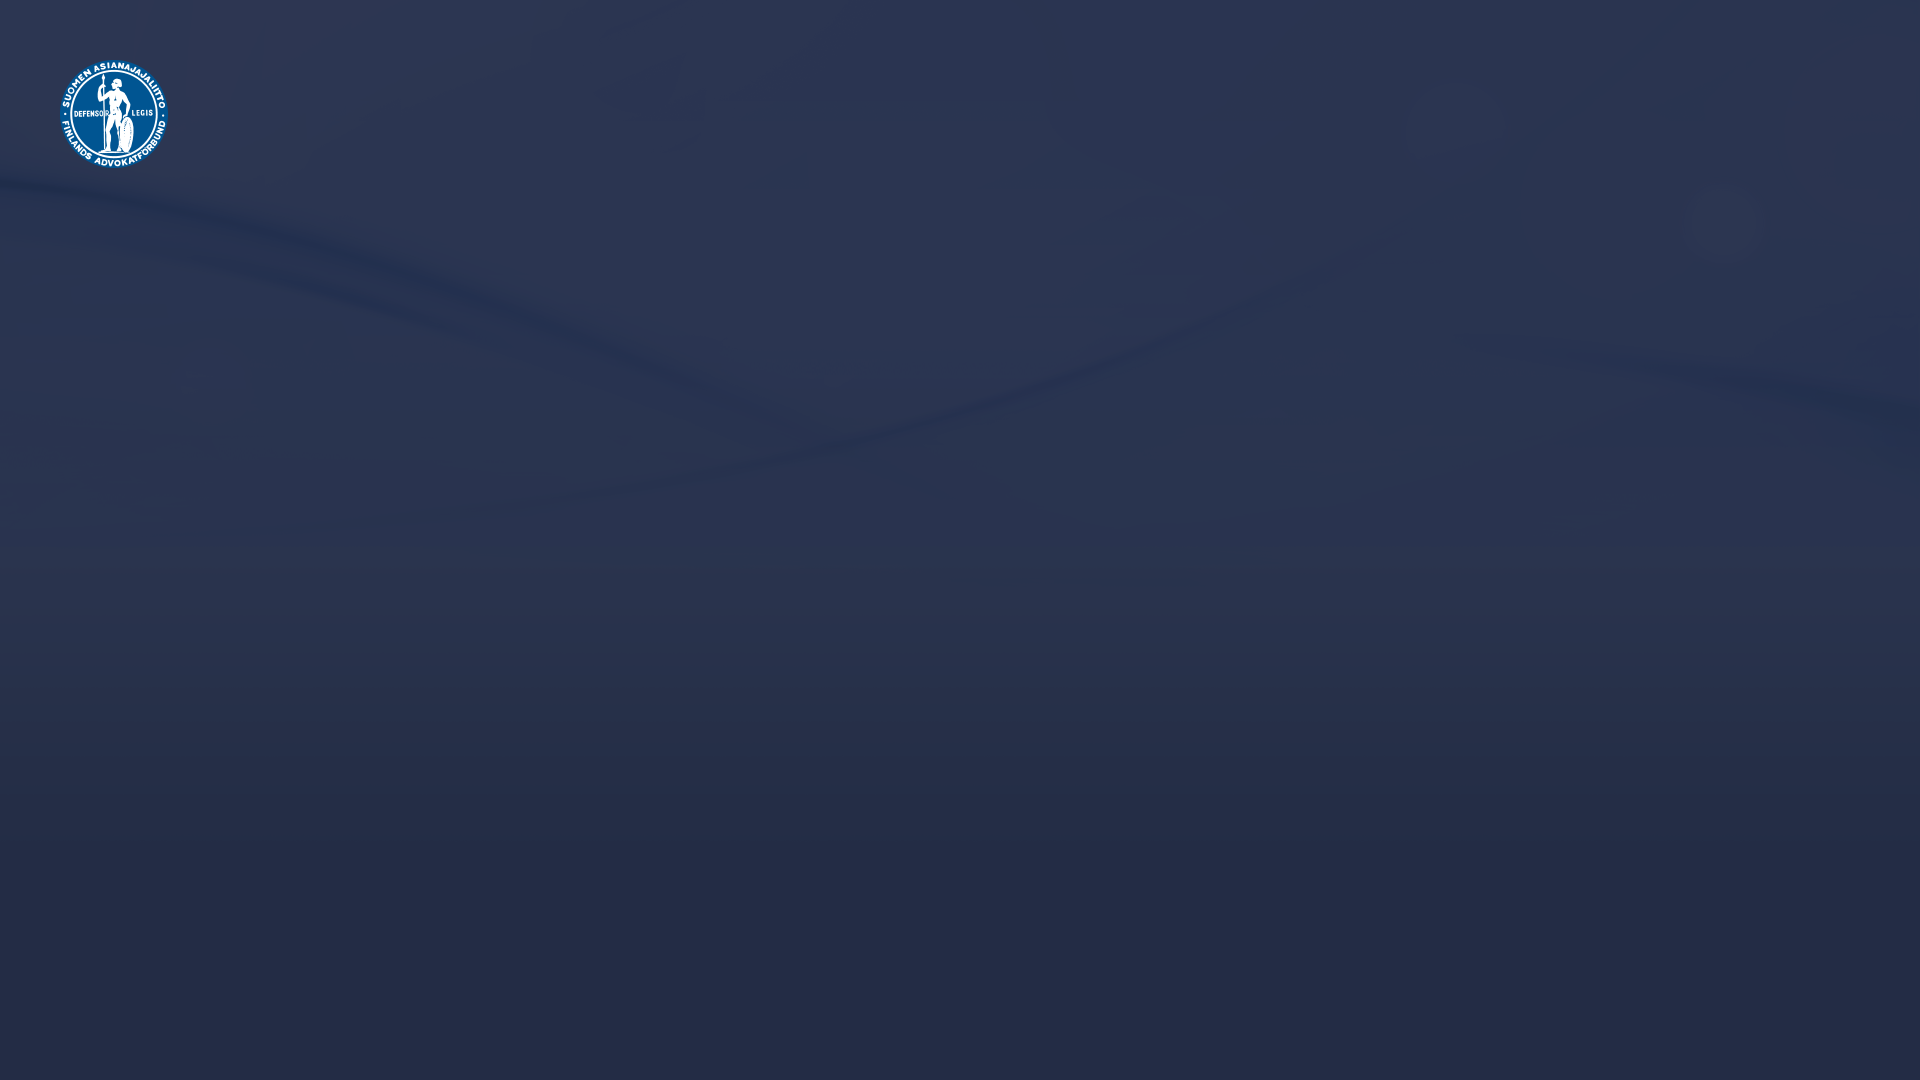 SUOMEN ASIANAJAJALIITTO
DEFENSOR LEGIS
FINLANDS ADVOKATFÖRBUND